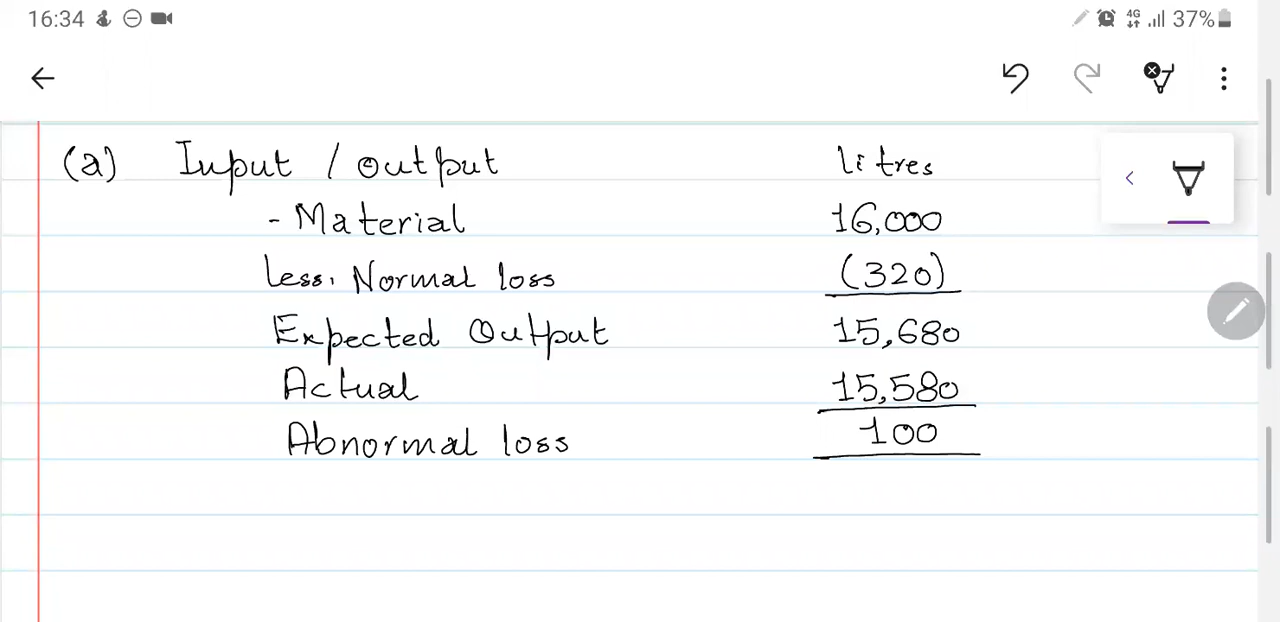 16:34 4G 37%
(a) Input / output litres
- Material 16,000
Less. Normal loss (320)
Expected Output 15,680
Actual 15,580
Abnormal loss 100